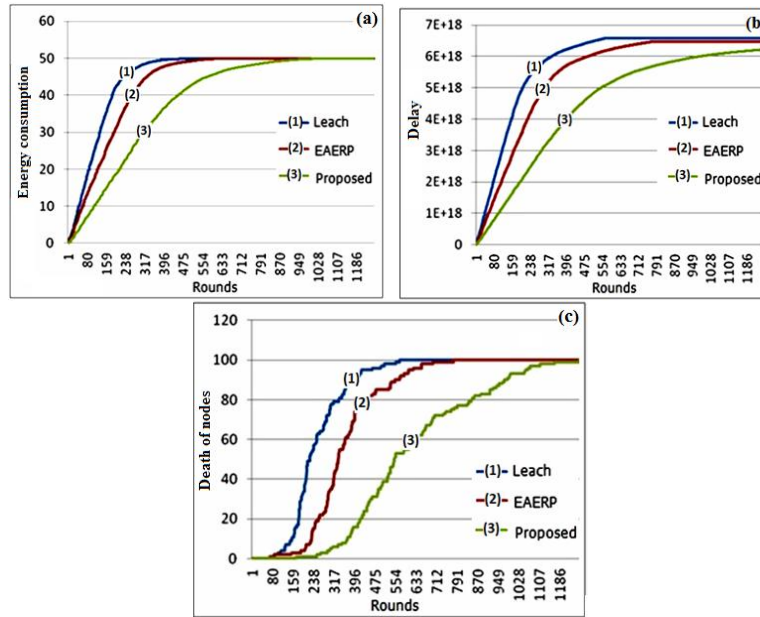 (a)
60
50
40
30
20
10
0
Energy consumption
(1)
(2)
(3)
(1) Leach
(2) EAERP
(3) Proposed
1 80 159 238 317 396 475 554 633 712 791 870 949 1028 1107 1186
Rounds
(b)
7E+18
6E+18
5E+18
4E+18
3E+18
2E+18
1E+18
0
Delay
(1)
(2)
(3)
(1) Leach
(2) EAERP
(3) Proposed
1 80 159 238 317 396 475 554 633 712 791 870 949 1028 1107 1186
Rounds
(c)
120
100
80
60
40
20
0
Death of nodes
(1)
(2)
(3)
(1) Leach
(2) EAERP
(3) Proposed
1 80 159 238 317 396 475 554 633 712 791 870 949 1028 1107 1186
Rounds